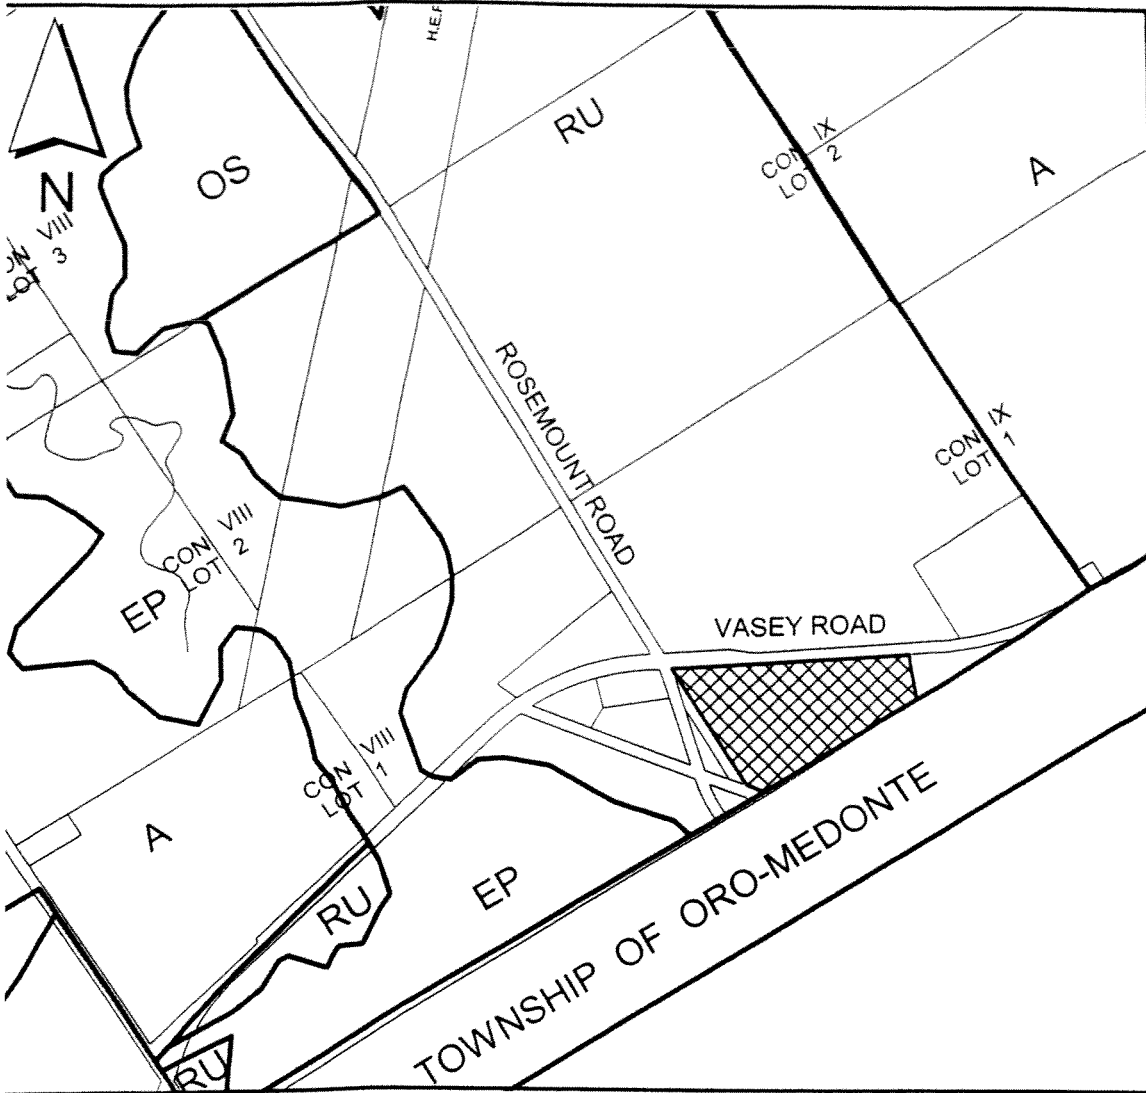 H.E.P
RU
CON IX
LOT 2
A
OS
N
CON VIII
LOT 3
ROSEMOUNT ROAD
CON IX
LOT 1
CON VIII
LOT 2
EP
VASEY ROAD
CON VIII
LOT 1
A
RU
EP
TOWNSHIP OF ORO-MEDONTE
RU